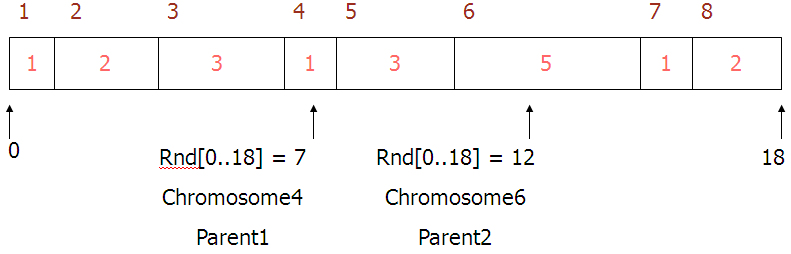 1 2 3 4 5 6 7 8
1 2 3 1 3 5 1 2
0 Rnd[0..18] = 7 Rnd[0..18] = 12 18
Chromosome4 Chromosome6
Parent1 Parent2